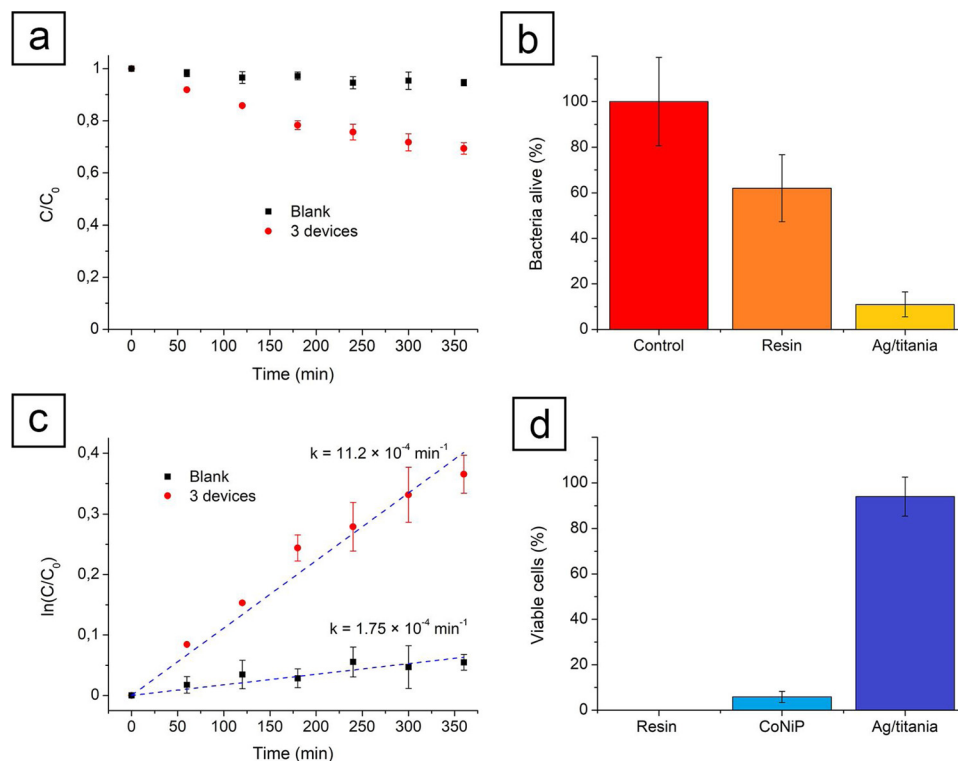 a
1
0,8
0,6
0,4
0,2
0
C/C₀
Blank
3 devices
0 50 100 150 200 250 300 350
Time (min)
b
100
80
60
40
20
0
Bacteria alive (%)
Control Resin Ag/titania
c
0,4
0,3
0,2
0,1
0
ln(C/C₀)
Blank
3 devices
k = 11.2 × 10⁻⁴ min⁻¹
k = 1.75 × 10⁻⁴ min⁻¹
0 50 100 150 200 250 300 350
Time (min)
d
100
80
60
40
20
0
Viable cells (%)
Resin CoNiP Ag/titania